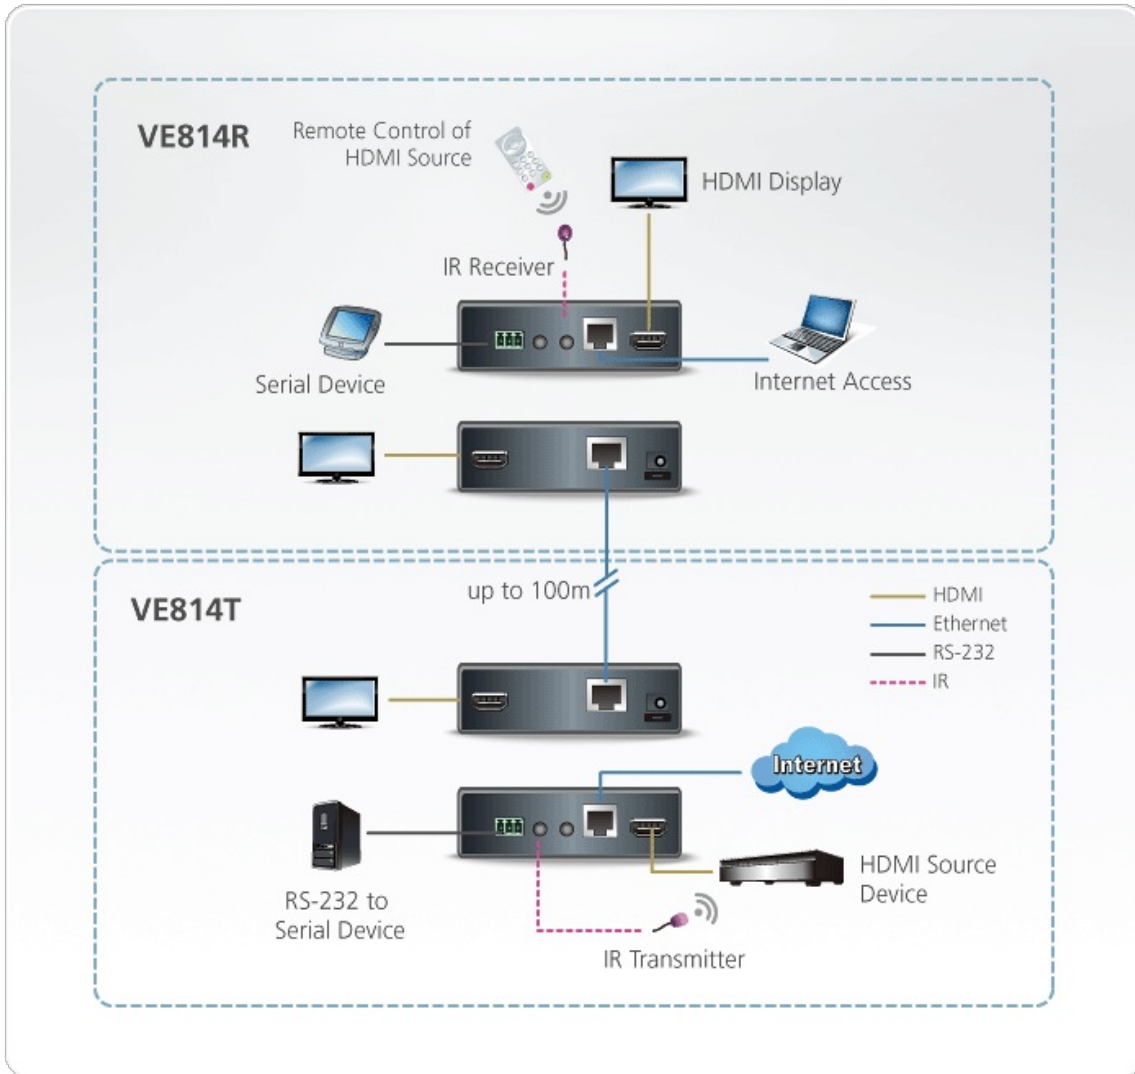 VE814R
Remote Control of
HDMI Source
HDMI Display
IR Receiver
Serial Device
Internet Access
up to 100m
VE814T
HDMI
Ethernet
RS-232
IR
Internet
HDMI Source
Device
RS-232 to
Serial Device
IR Transmitter